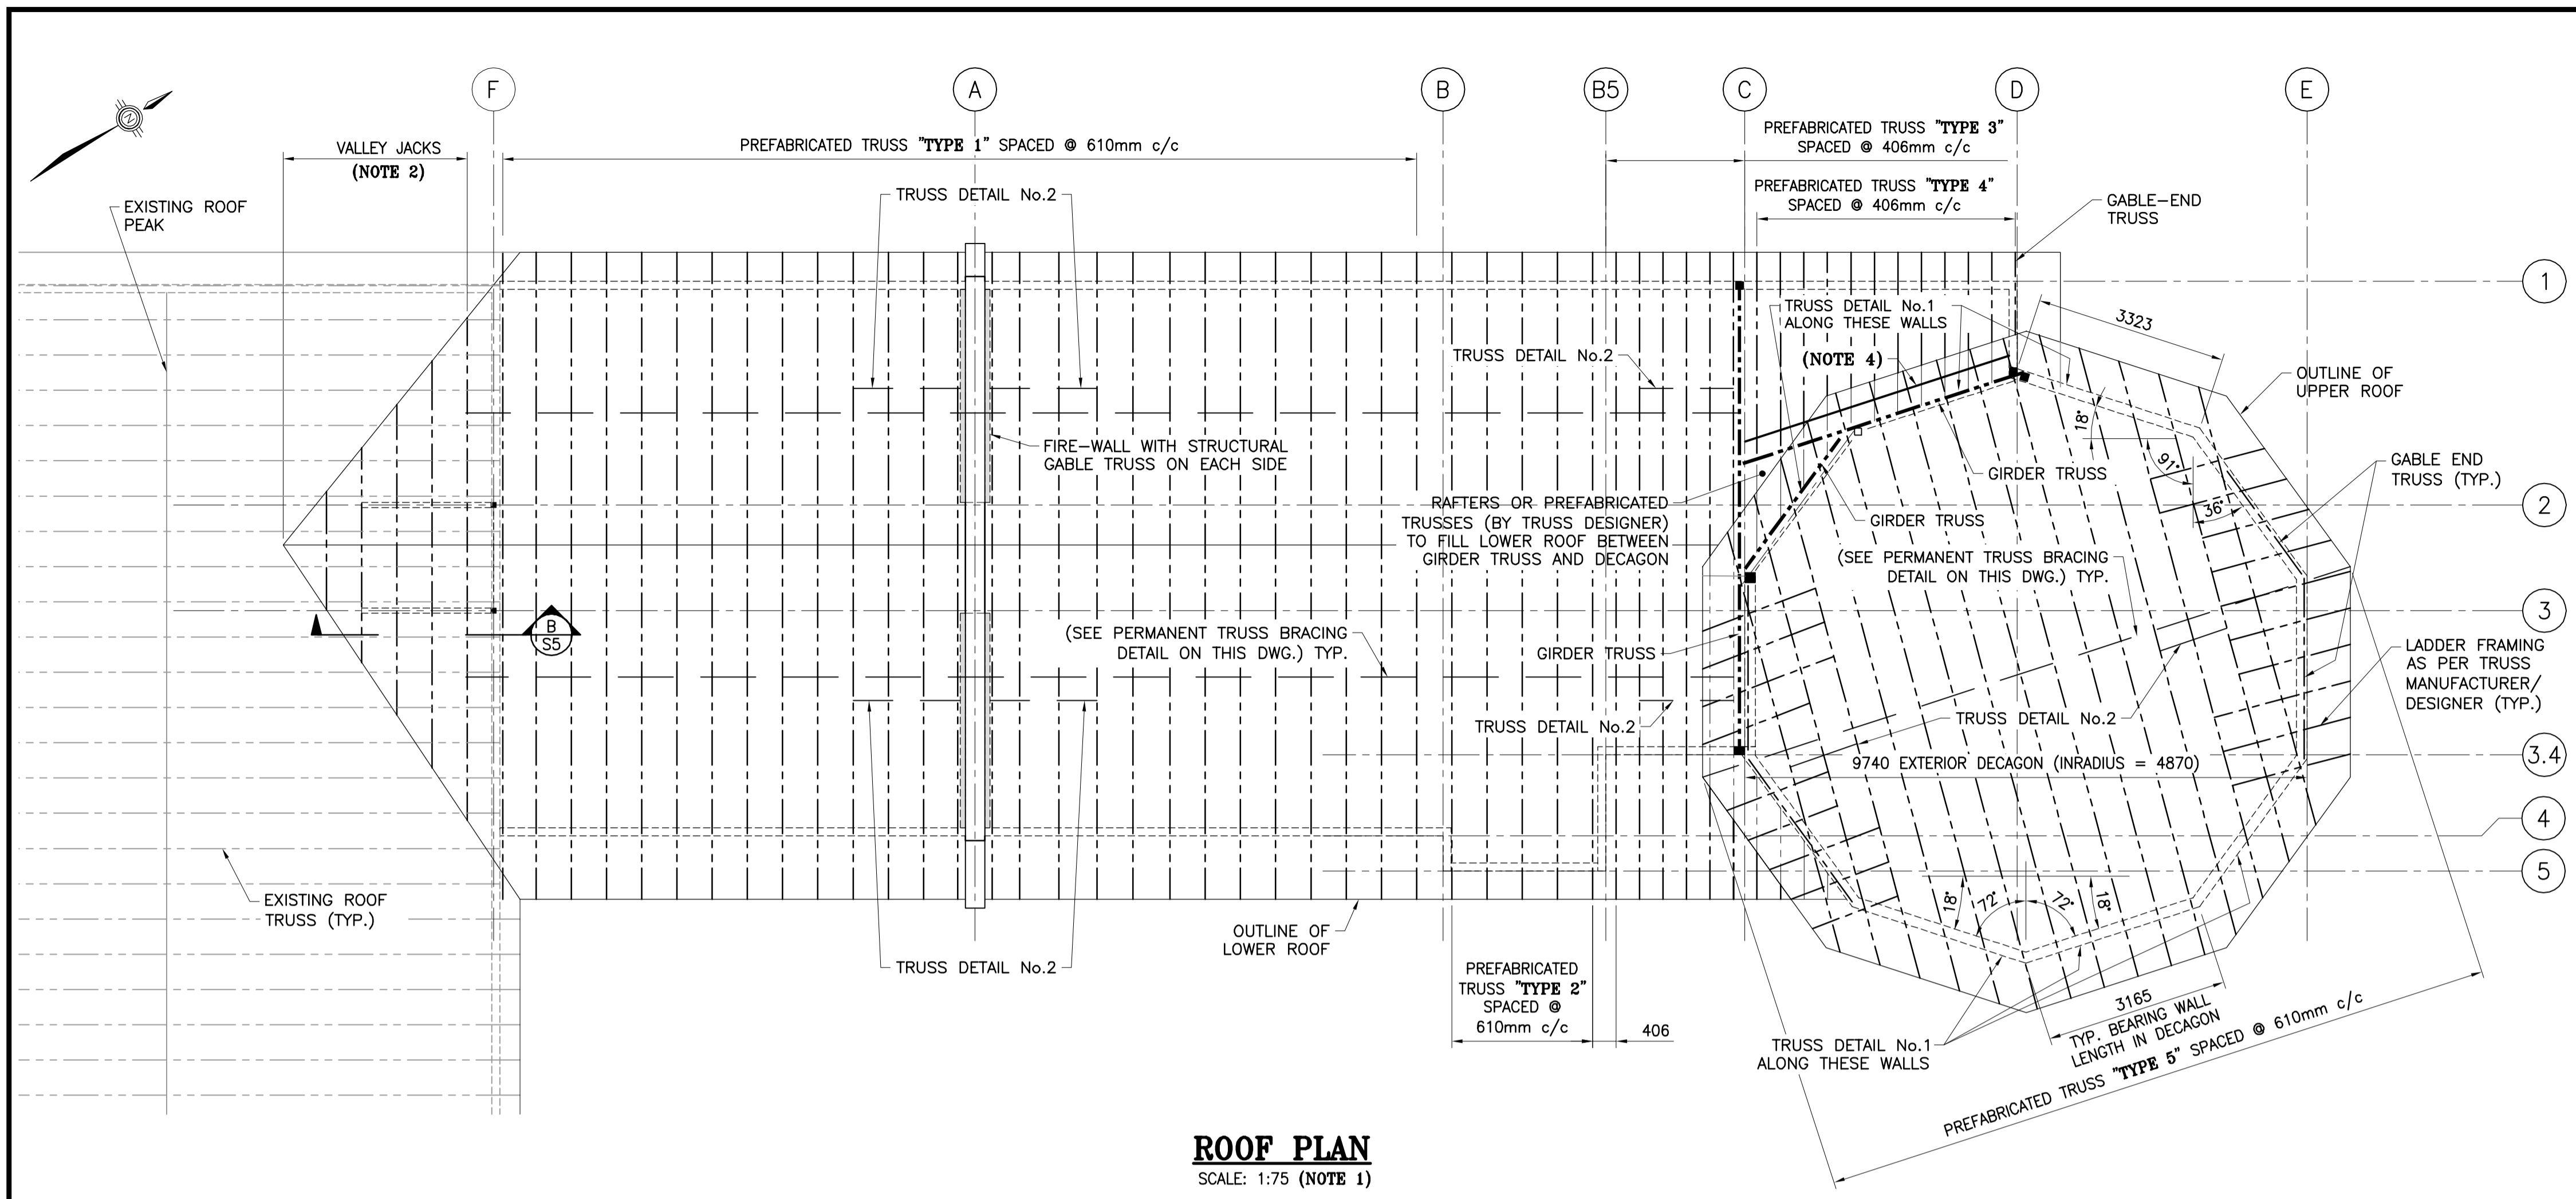 F
A
B
B5
C
D
E
N
VALLEY JACKS
(NOTE 2)
PREFABRICATED TRUSS "TYPE 1" SPACED @ 610mm c/c
PREFABRICATED TRUSS "TYPE 3"
SPACED @ 406mm c/c
PREFABRICATED TRUSS "TYPE 4"
SPACED @ 406mm c/c
EXISTING ROOF
PEAK
TRUSS DETAIL No.2
GABLE-END
TRUSS
1
TRUSS DETAIL No.1
ALONG THESE WALLS
3323
TRUSS DETAIL No.2
(NOTE 4)
OUTLINE OF
UPPER ROOF
18°
FIRE-WALL WITH STRUCTURAL
GABLE TRUSS ON EACH SIDE
91°
GIRDER TRUSS
GABLE END
TRUSS (TYP.)
36°
2
RAFTERS OR PREFABRICATED
TRUSSES (BY TRUSS DESIGNER)
TO FILL LOWER ROOF BETWEEN
GIRDER TRUSS AND DECAGON
GIRDER TRUSS
(SEE PERMANENT TRUSS BRACING
DETAIL ON THIS DWG.) TYP.
3
B
S5
(SEE PERMANENT TRUSS BRACING
DETAIL ON THIS DWG.) TYP.
GIRDER TRUSS
LADDER FRAMING
AS PER TRUSS
MANUFACTURER/
DESIGNER (TYP.)
TRUSS DETAIL No.2
TRUSS DETAIL No.2
9740 EXTERIOR DECAGON (INRADIUS = 4870)
3.4
4
5
EXISTING ROOF
TRUSS (TYP.)
18°
72°
72°
18°
OUTLINE OF
LOWER ROOF
TRUSS DETAIL No.2
PREFABRICATED
TRUSS "TYPE 2"
SPACED @
610mm c/c
406
TRUSS DETAIL No.1
ALONG THESE WALLS
3165
TYP. BEARING WALL
LENGTH IN DECAGON
PREFABRICATED TRUSS "TYPE 5" SPACED @ 610mm c/c
ROOF PLAN
SCALE: 1:75 (NOTE 1)